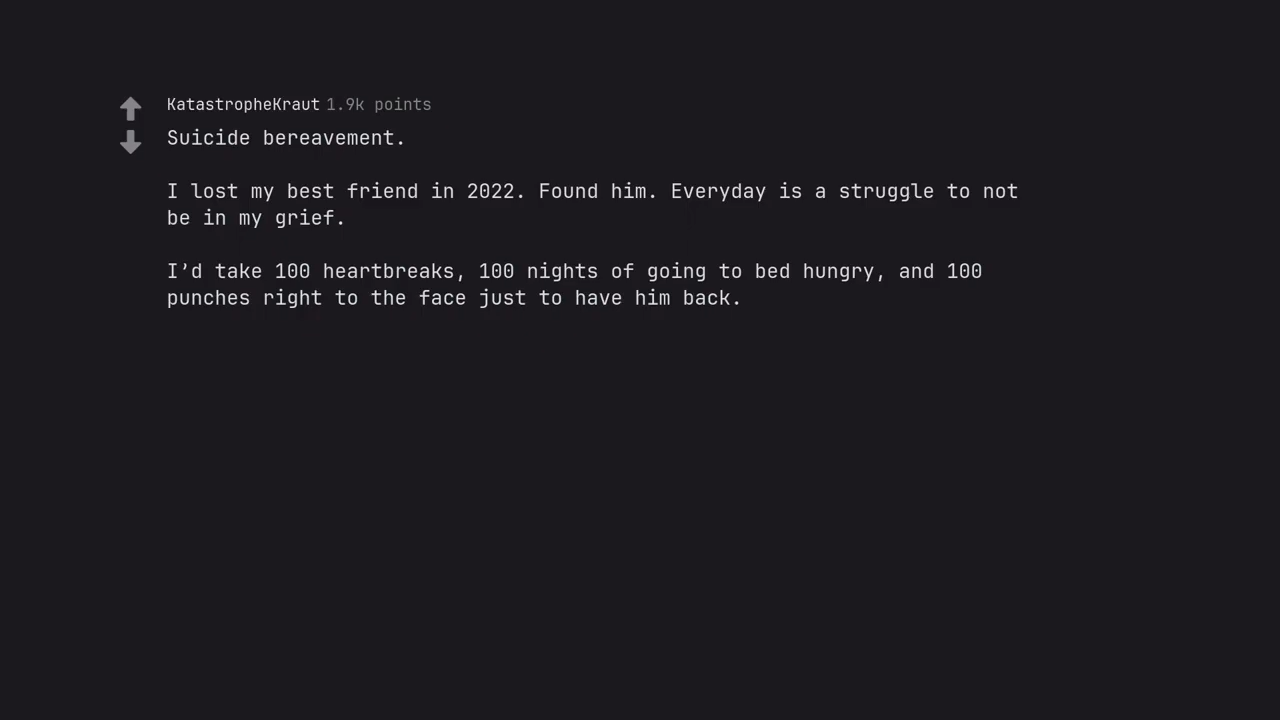 KatastropheKraut 1.9k points
Suicide bereavement.
I lost my best friend in 2022. Found him. Everyday is a struggle to not
be in my grief.
I’d take 100 heartbreaks, 100 nights of going to bed hungry, and 100
punches right to the face just to have him back.